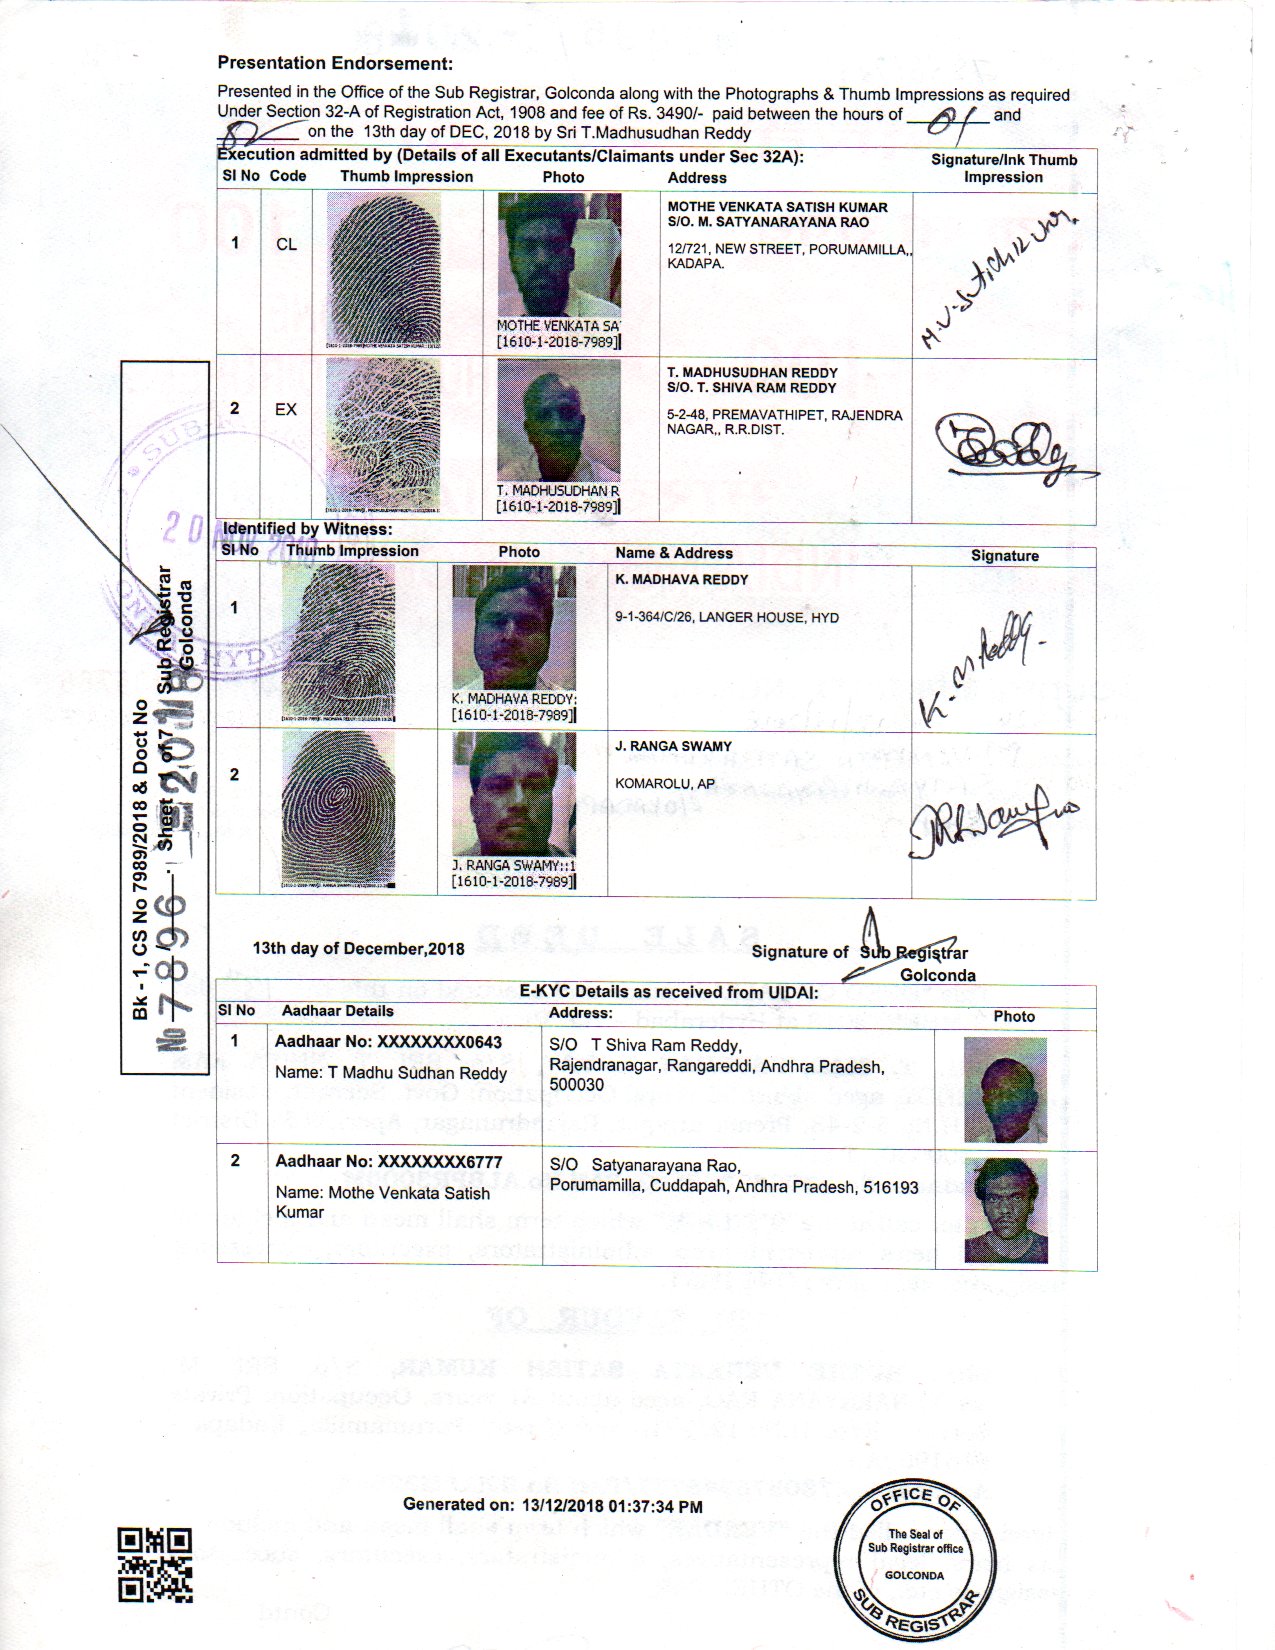 Presentation Endorsement:
Presented in the Office of the Sub Registrar, Golconda along with the Photographs & Thumb Impressions as required
Under Section 32-A of Registration Act, 1908 and fee of Rs. 3490/- paid between the hours of 01 and
02 on the 13th day of DEC, 2018 by Sri T.Madhusudhan Reddy
Execution admitted by (Details of all Executants/Claimants under Sec 32A):
Signature/Ink Thumb
Impression
Sl No Code Thumb Impression Photo Address
1 CL
MOTHE VENKATA SA
[1610-1-2018-7989]
MOTHE VENKATA SATISH KUMAR
S/O. M. SATYANARAYANA RAO
12/721, NEW STREET, PORUMAMILLA,,
KADAPA.
M.V. Satish Kumar.
2 EX
T. MADHUSUDHAN R
[1610-1-2018-7989]
T. MADHUSUDHAN REDDY
S/O. T. SHIVA RAM REDDY
5-2-48, PREMAVATHIPET, RAJENDRA
NAGAR,, R.R.DIST.
Identified by Witness:
Sl No Thumb Impression Photo Name & Address Signature
1
K. MADHAVA REDDY:
[1610-1-2018-7989]
K. MADHAVA REDDY
9-1-364/C/26, LANGER HOUSE, HYD
K. M. Reddy.
2
J. RANGA SWAMY::1
[1610-1-2018-7989]
J. RANGA SWAMY
KOMAROLU, AP
13th day of December,2018
Signature of Sub Registrar
Golconda
E-KYC Details as received from UIDAI:
Sl No Aadhaar Details Address: Photo
1 Aadhaar No: XXXXXXXX0643
Name: T Madhu Sudhan Reddy
S/O T Shiva Ram Reddy,
Rajendranagar, Rangareddi, Andhra Pradesh,
500030
2 Aadhaar No: XXXXXXXX6777
Name: Mothe Venkata Satish
Kumar
S/O Satyanarayana Rao,
Porumamilla, Cuddapah, Andhra Pradesh, 516193
Bk - 1, CS No 7989/2018 & Doct No
No 7896 / 2018 Sheet 1 of 7 Sub Registrar
Golconda
20 NOV 2018
Generated on: 13/12/2018 01:37:34 PM
OFFICE OF
The Seal of
Sub Registrar office
GOLCONDA
SUB REGISTRAR